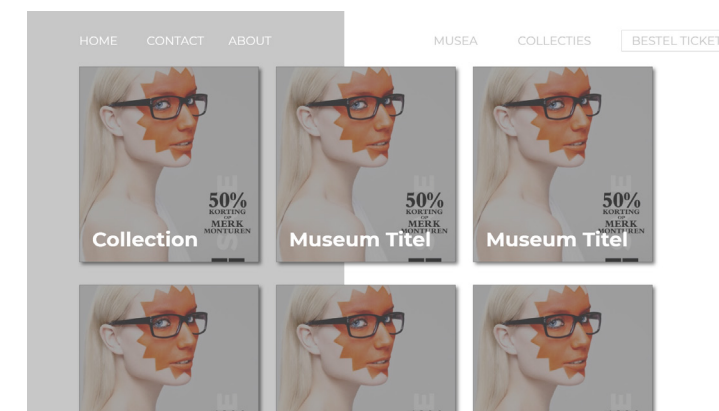 HOME CONTACT ABOUT MUSEA COLLECTIES BESTEL TICKET
50% 50% 50%
KORTING KORTING KORTING
OP OP OP
MERK MERK MERK
MONTUREN MONTUREN MONTUREN
Collection Museum Titel Museum Titel